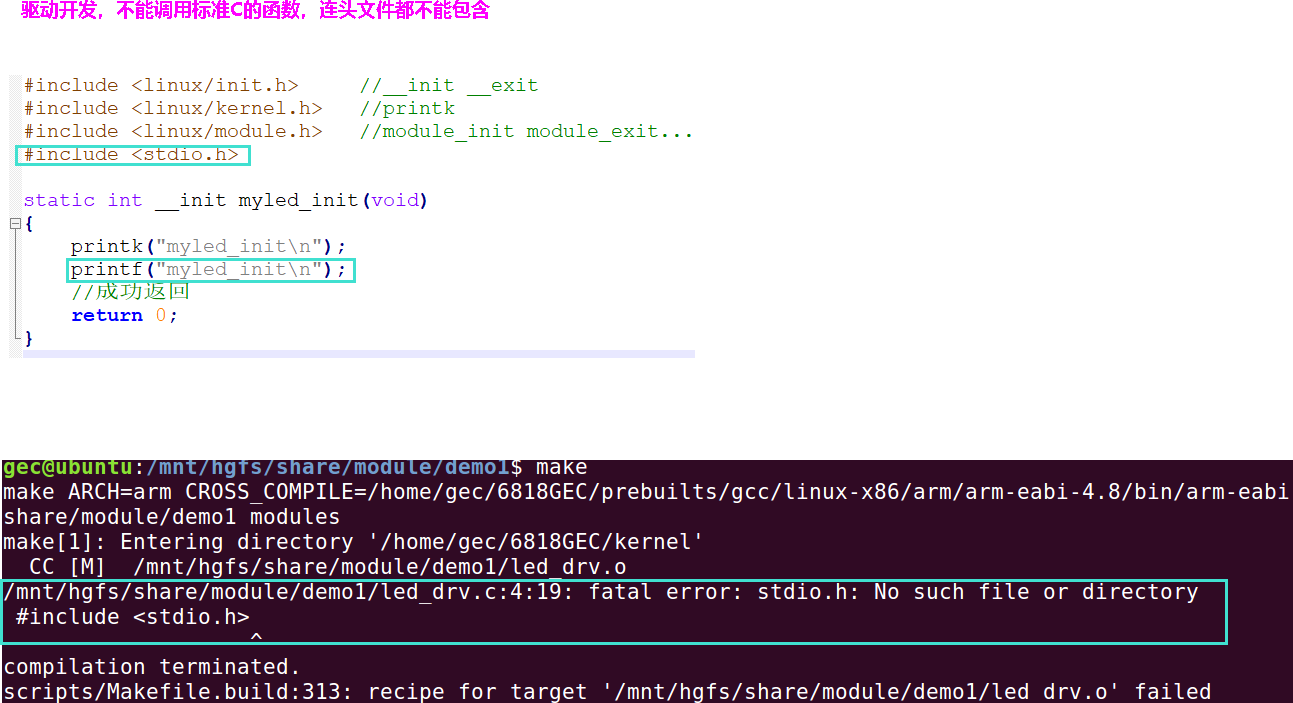 驱动开发，不能调用标准C的函数，连头文件都不能包含
#include <linux/init.h>     //__init __exit
#include <linux/kernel.h>   //printk
#include <linux/module.h>   //module_init module_exit...
#include <stdio.h>
static int __init myled_init(void)
{
    printk("myled_init\n");
    printf("myled_init\n");
    //成功返回
    return 0;
}
gec@ubuntu:/mnt/hgfs/share/module/demo1$ make
make ARCH=arm CROSS_COMPILE=/home/gec/6818GEC/prebuilts/gcc/linux-x86/arm/arm-eabi-4.8/bin/arm-eabi
share/module/demo1 modules
make[1]: Entering directory '/home/gec/6818GEC/kernel'
  CC [M]  /mnt/hgfs/share/module/demo1/led_drv.o
/mnt/hgfs/share/module/demo1/led_drv.c:4:19: fatal error: stdio.h: No such file or directory
 #include <stdio.h>
                   ^
compilation terminated.
scripts/Makefile.build:313: recipe for target '/mnt/hgfs/share/module/demo1/led_drv.o' failed